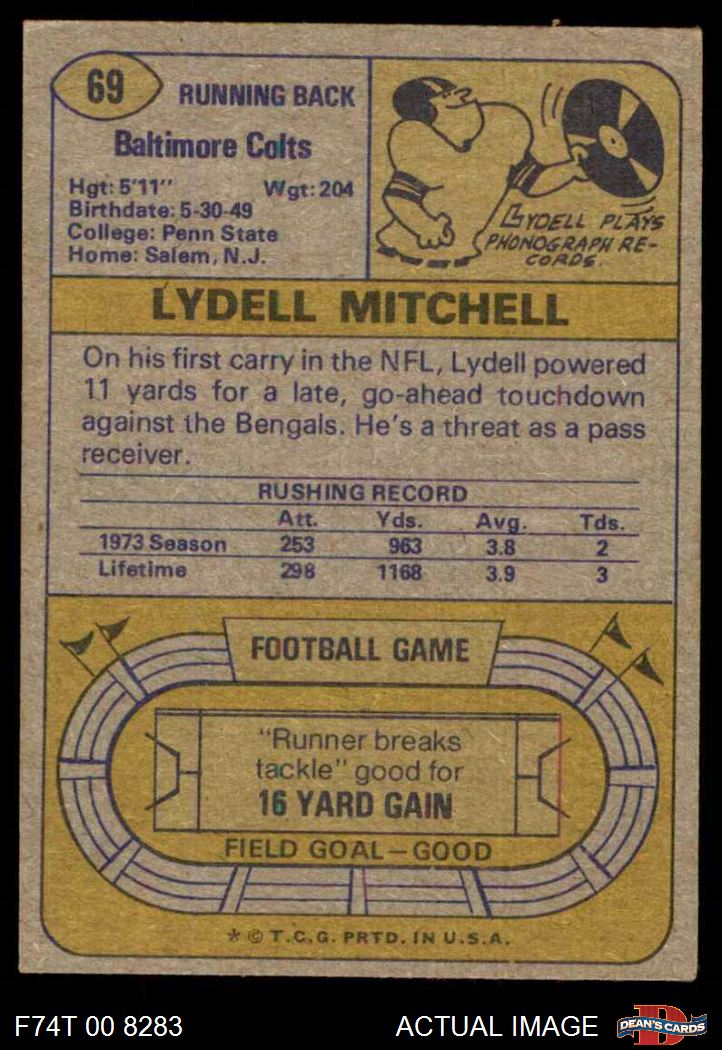 69
RUNNING BACK
Baltimore Colts
Hgt: 5'11" Wgt: 204
Birthdate: 5-30-49
College: Penn State
Home: Salem, N.J.
LYDELL PLAYS
PHONOGRAPH RE-
CORDS.
LYDELL MITCHELL
On his first carry in the NFL, Lydell powered
11 yards for a late, go-ahead touchdown
against the Bengals. He's a threat as a pass
receiver.
RUSHING RECORD
Att. Yds. Avg. Tds.
1973 Season 253 963 3.8 2
Lifetime 298 1168 3.9 3
FOOTBALL GAME
"Runner breaks
tackle" good for
16 YARD GAIN
FIELD GOAL—GOOD
* © T.C.G. PRTD. IN U.S.A.
F74T 00 8283 ACTUAL IMAGE D DEAN'S CARDS